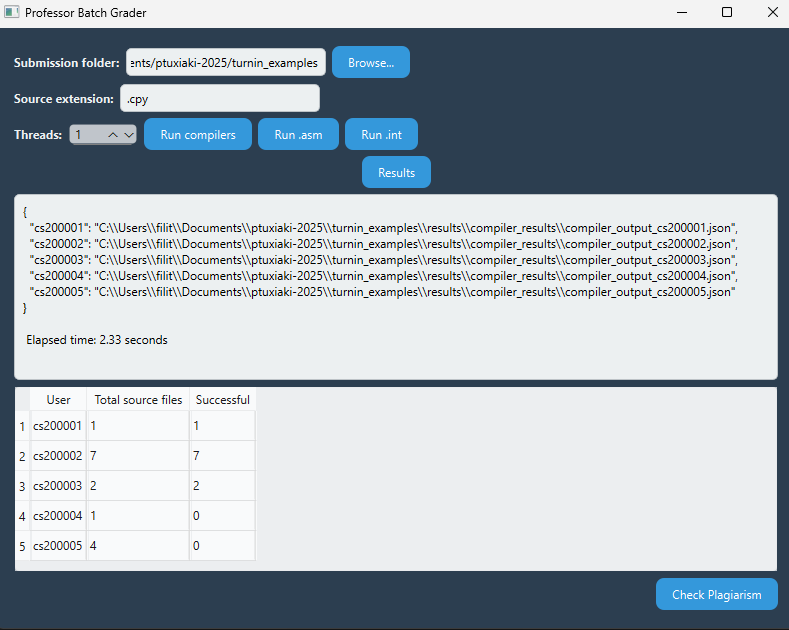 Professor Batch Grader
Submission folder: ents/ptuxiaki-2025/turnin_examples Browse...
Source extension: .cpy
Threads: 1 Run compilers Run .asm Run .int
Results
{
"cs200001": "C:\\Users\\filit\\Documents\\ptuxiaki-2025\\turnin_examples\\results\\compiler_results\\compiler_output_cs200001.json",
"cs200002": "C:\\Users\\filit\\Documents\\ptuxiaki-2025\\turnin_examples\\results\\compiler_results\\compiler_output_cs200002.json",
"cs200003": "C:\\Users\\filit\\Documents\\ptuxiaki-2025\\turnin_examples\\results\\compiler_results\\compiler_output_cs200003.json",
"cs200004": "C:\\Users\\filit\\Documents\\ptuxiaki-2025\\turnin_examples\\results\\compiler_results\\compiler_output_cs200004.json",
"cs200005": "C:\\Users\\filit\\Documents\\ptuxiaki-2025\\turnin_examples\\results\\compiler_results\\compiler_output_cs200005.json"
}
Elapsed time: 2.33 seconds
User Total source files Successful
1 cs200001 1 1
2 cs200002 7 7
3 cs200003 2 2
4 cs200004 1 0
5 cs200005 4 0
Check Plagiarism